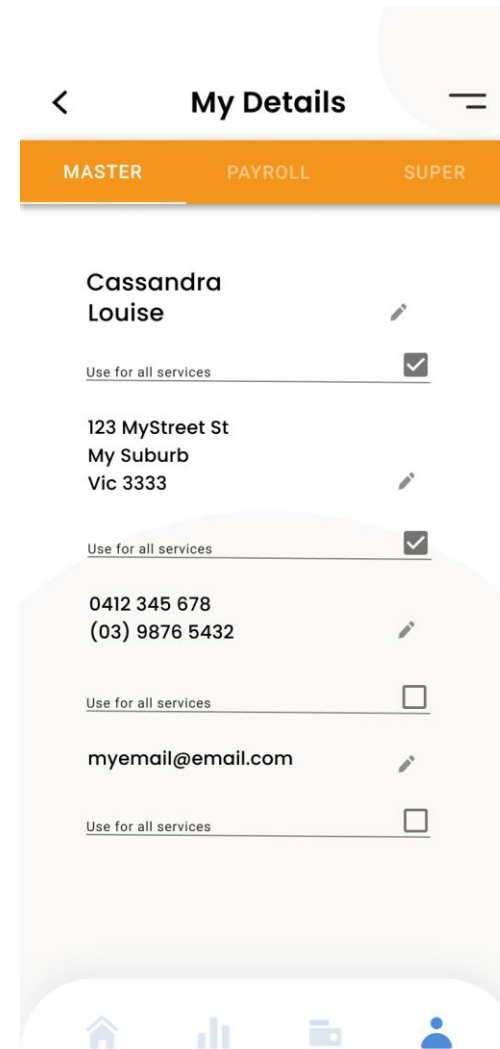 My Details
MASTER PAYROLL SUPER
Cassandra
Louise
Use for all services
123 MyStreet St
My Suburb
Vic 3333
Use for all services
0412 345 678
(03) 9876 5432
Use for all services
myemail@email.com
Use for all services